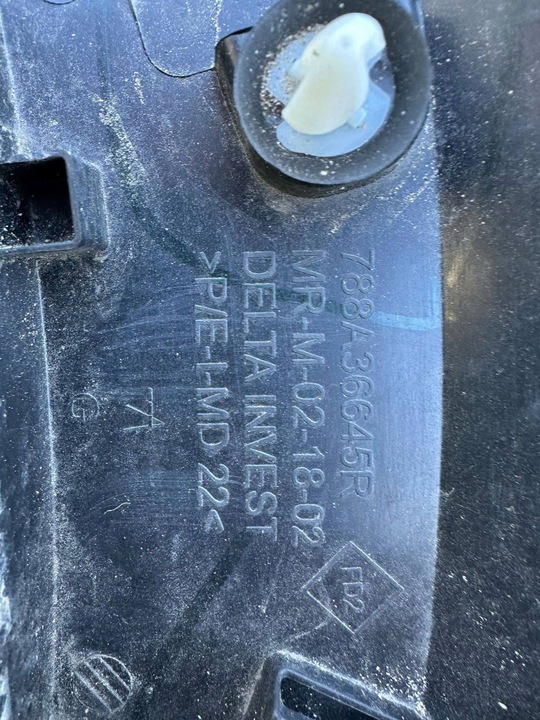 788A36645R
MR-M-02-18-02
DELTA INVEST
>P/E-I-MD 22<
FD2
G